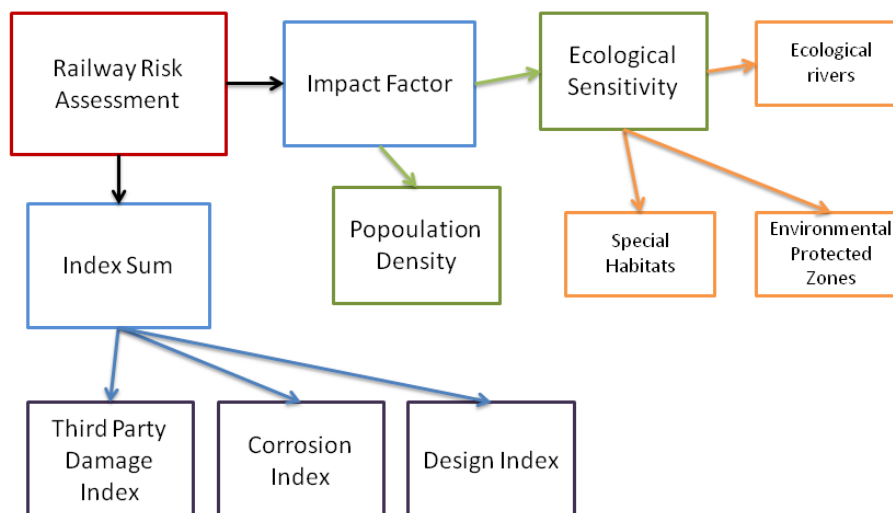 Railway Risk
Assessment
Impact Factor
Ecological
Sensitivity
Ecological
rivers
Index Sum
Popoulation
Density
Special
Habitats
Environmental
Protected
Zones
Third Party
Damage
Index
Corrosion
Index
Design Index